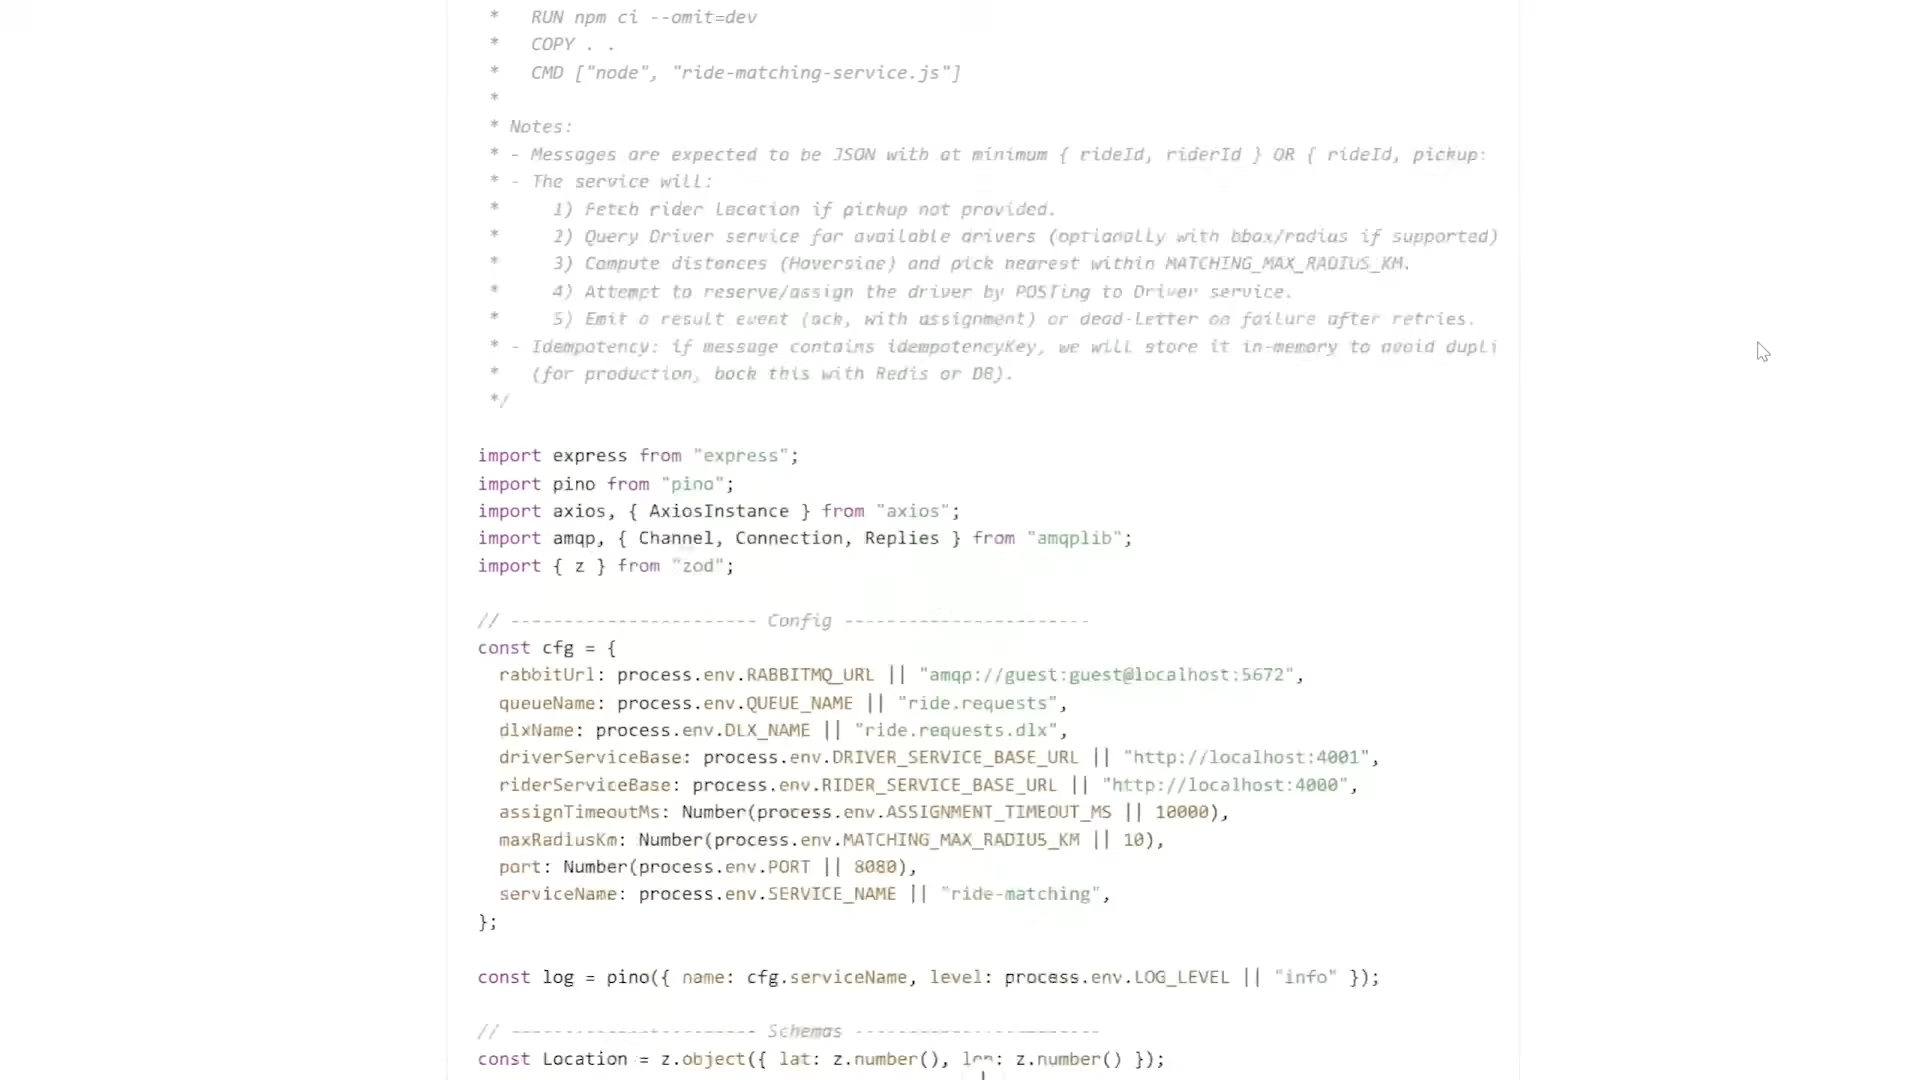 *   RUN npm ci --omit=dev
*   COPY . .
*   CMD ["node", "ride-matching-service.js"]
*
* Notes:
* - Messages are expected to be JSON with at minimum { rideId, riderId } OR { rideId, pickup:
* - The service will:
*     1) Fetch rider location if pickup not provided.
*     2) Query Driver service for available drivers (optionally with bbox/radius if supported)
*     3) Compute distances (Haversine) and pick nearest within MATCHING_MAX_RADIUS_KM.
*     4) Attempt to reserve/assign the driver by POSTing to Driver service.
*     5) Emit a result event (ack, with assignment) or dead-letter on failure after retries.
* - Idempotency: if message contains idempotencyKey, we will store it in-memory to avoid dupli
*   (for production, back this with Redis or DB).
*/
import express from "express";
import pino from "pino";
import axios, { AxiosInstance } from "axios";
import amqp, { Channel, Connection, Replies } from "amqplib";
import { z } from "zod";
// ----------------------- Config -----------------------
const cfg = {
  rabbitUrl: process.env.RABBITMQ_URL || "amqp://guest:guest@localhost:5672",
  queueName: process.env.QUEUE_NAME || "ride.requests",
  dlxName: process.env.DLX_NAME || "ride.requests.dlx",
  driverServiceBase: process.env.DRIVER_SERVICE_BASE_URL || "http://localhost:4001",
  riderServiceBase: process.env.RIDER_SERVICE_BASE_URL || "http://localhost:4000",
  assignTimeoutMs: Number(process.env.ASSIGNMENT_TIMEOUT_MS || 10000),
  maxRadiusKm: Number(process.env.MATCHING_MAX_RADIUS_KM || 10),
  port: Number(process.env.PORT || 8080),
  serviceName: process.env.SERVICE_NAME || "ride-matching",
};
const log = pino({ name: cfg.serviceName, level: process.env.LOG_LEVEL || "info" });
// ----------------------- Schemas -----------------------
const Location = z.object({ lat: z.number(), lon: z.number() });